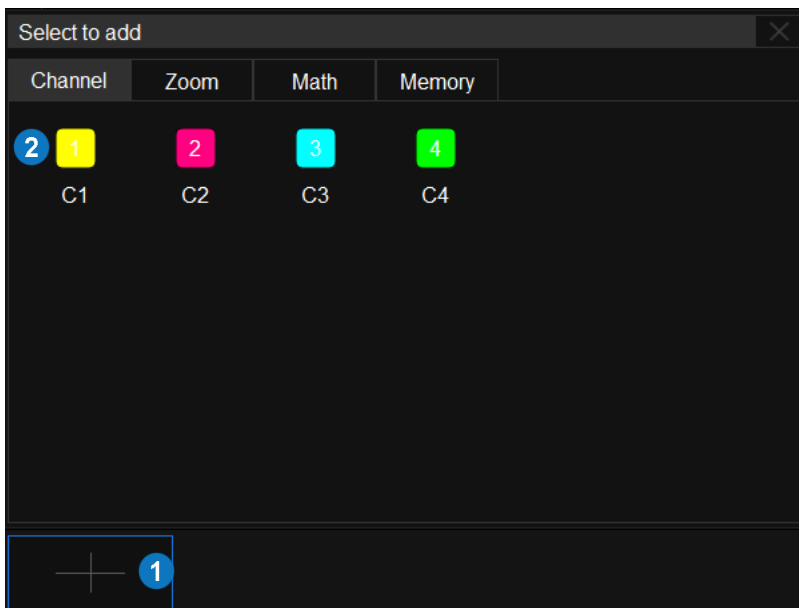 Select to add
Channel Zoom Math Memory
2 1 2 3 4
C1 C2 C3 C4
1